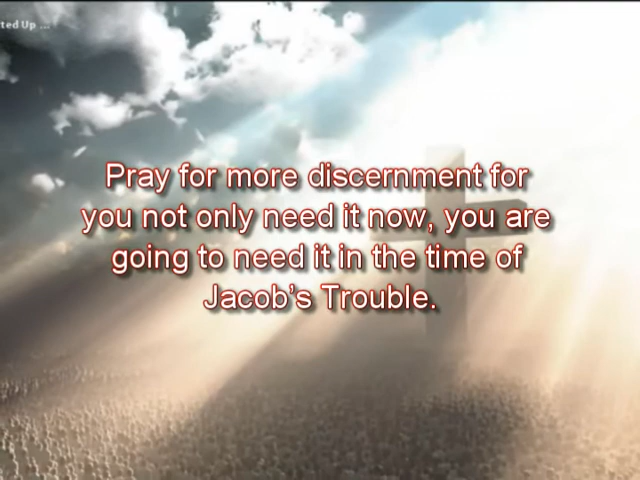 ted Up ...
Pray for more discernment for
you not only need it now, you are
going to need it in the time of
Jacob's Trouble.